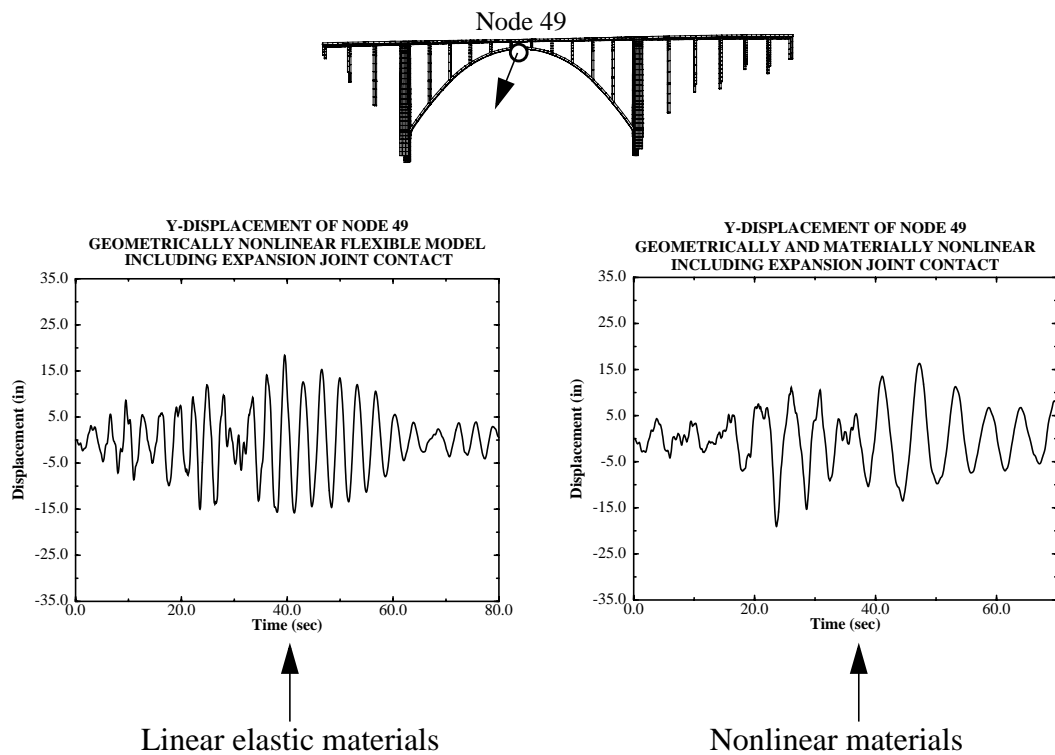 Node 49
Y-DISPLACEMENT OF NODE 49
GEOMETRICALLY NONLINEAR FLEXIBLE MODEL
INCLUDING EXPANSION JOINT CONTACT
35.0
25.0
15.0
5.0
-5.0
-15.0
-25.0
-35.0
Displacement (in)
0.0 20.0 40.0 60.0 80.0
Time (sec)
Linear elastic materials
Y-DISPLACEMENT OF NODE 49
GEOMETRICALLY AND MATERIALLY NONLINEAR
INCLUDING EXPANSION JOINT CONTACT
35.0
25.0
15.0
5.0
-5.0
-15.0
-25.0
-35.0
Displacement (in)
0.0 20.0 40.0 60.0
Time (sec)
Nonlinear materials